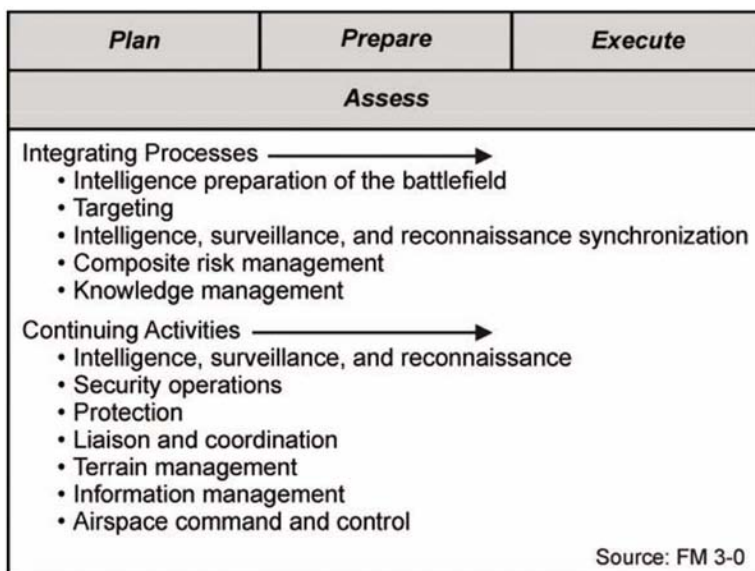 Plan Prepare Execute
Assess
Integrating Processes
• Intelligence preparation of the battlefield
• Targeting
• Intelligence, surveillance, and reconnaissance synchronization
• Composite risk management
• Knowledge management
Continuing Activities
• Intelligence, surveillance, and reconnaissance
• Security operations
• Protection
• Liaison and coordination
• Terrain management
• Information management
• Airspace command and control
Source: FM 3-0